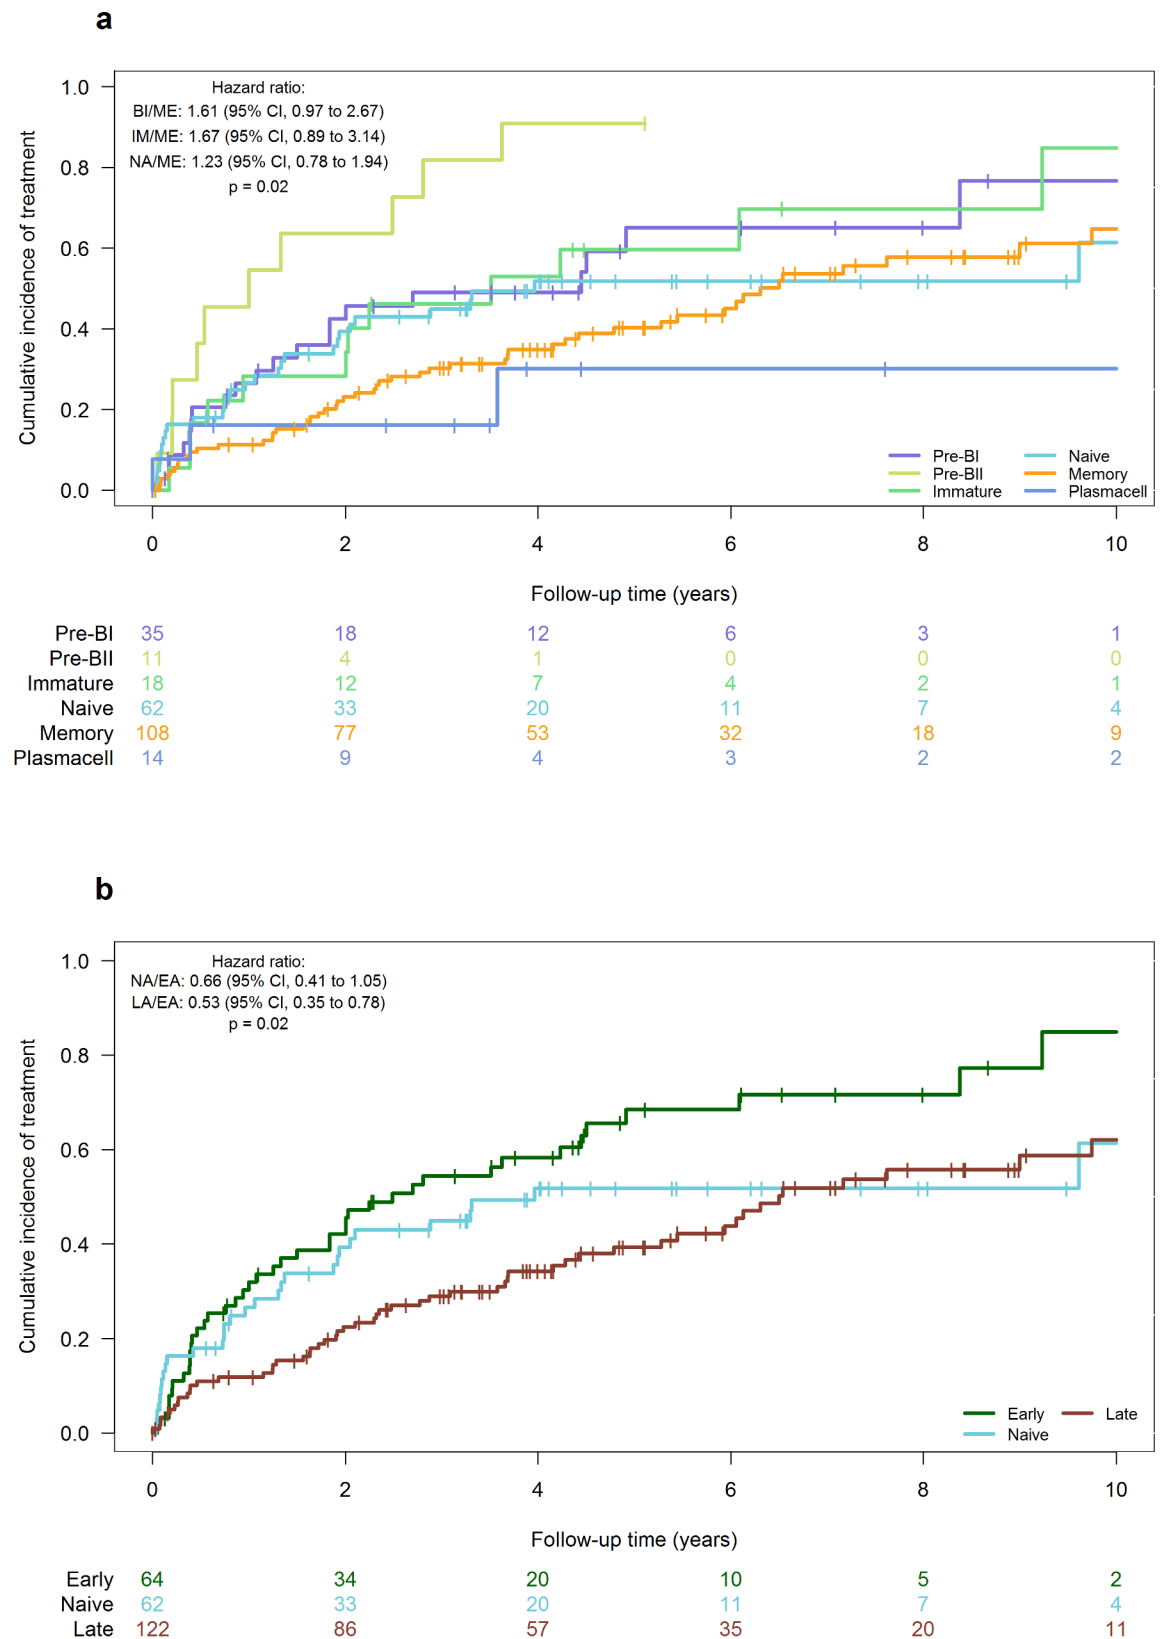 a
Hazard ratio:
BI/ME: 1.61 (95% CI, 0.97 to 2.67)
IM/ME: 1.67 (95% CI, 0.89 to 3.14)
NA/ME: 1.23 (95% CI, 0.78 to 1.94)
p = 0.02
Cumulative incidence of treatment
1.0
0.8
0.6
0.4
0.2
0.0
Pre-BI
Pre-BII
Immature
Naive
Memory
Plasmacell
0 2 4 6 8 10
Follow-up time (years)
Pre-BI 35 18 12 6 3 1
Pre-BII 11 4 1 0 0 0
Immature 18 12 7 4 2 1
Naive 62 33 20 11 7 4
Memory 108 77 53 32 18 9
Plasmacell 14 9 4 3 2 2
b
Hazard ratio:
NA/EA: 0.66 (95% CI, 0.41 to 1.05)
LA/EA: 0.53 (95% CI, 0.35 to 0.78)
p = 0.02
Cumulative incidence of treatment
1.0
0.8
0.6
0.4
0.2
0.0
Early Late
Naive
0 2 4 6 8 10
Follow-up time (years)
Early 64 34 20 10 5 2
Naive 62 33 20 11 7 4
Late 122 86 57 35 20 11